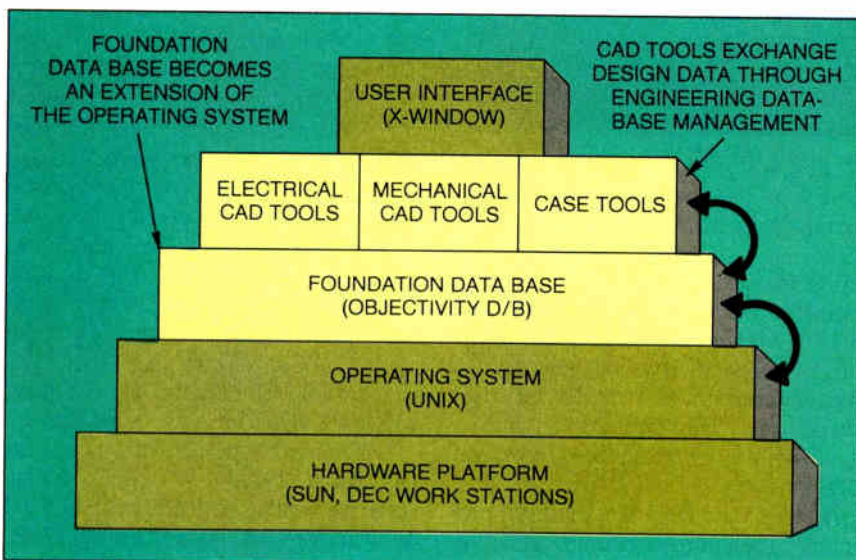 FOUNDATION
DATA BASE BECOMES
AN EXTENSION OF
THE OPERATING SYSTEM
CAD TOOLS EXCHANGE
DESIGN DATA THROUGH
ENGINEERING DATA-
BASE MANAGEMENT
USER INTERFACE
(X-WINDOW)
ELECTRICAL
CAD TOOLS
MECHANICAL
CAD TOOLS
CASE TOOLS
FOUNDATION DATA BASE
(OBJECTIVITY D/B)
OPERATING SYSTEM
(UNIX)
HARDWARE PLATFORM
(SUN, DEC WORK STATIONS)